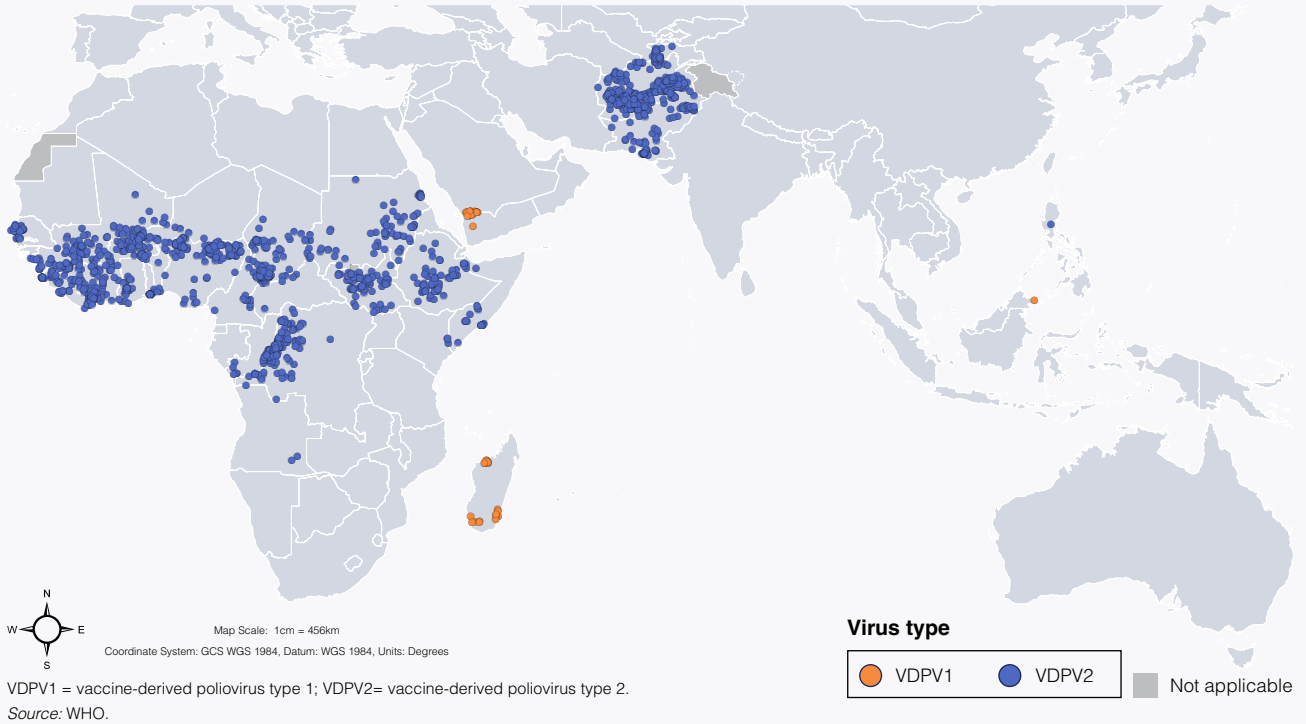 N
W E
S
Map Scale: 1cm = 456km
Coordinate System: GCS WGS 1984, Datum: WGS 1984, Units: Degrees
Virus type
VDPV1 VDPV2 Not applicable
VDPV1 = vaccine-derived poliovirus type 1; VDPV2= vaccine-derived poliovirus type 2.
Source: WHO.